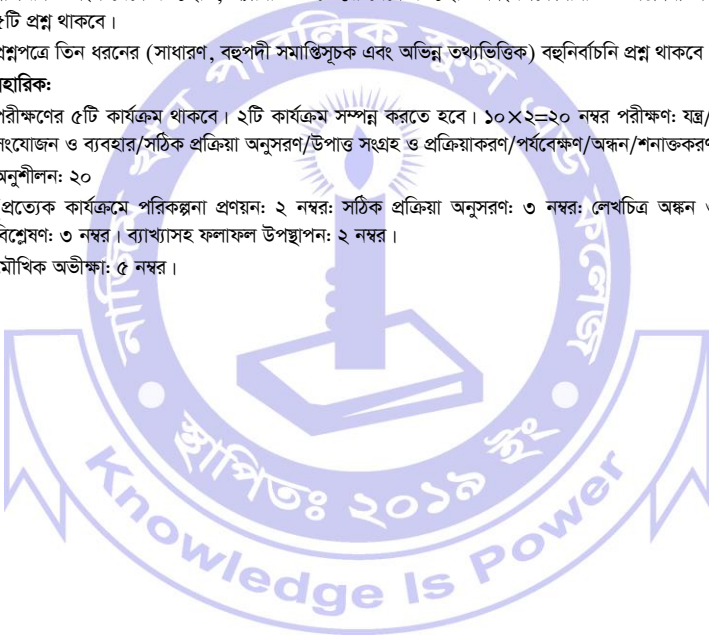 ৫টি প্রশ্ন থাকবে।
প্রশ্নপত্রে তিন ধরনের (সাধারণ, বহুপদী সমাপ্তিসূচক এবং অভিন্ন তথ্যভিত্তিক) বহুনির্বাচনি প্রশ্ন থাকবে
হারিক:
পরীক্ষণের ৫টি কার্যক্রম থাকবে। ২টি কার্যক্রম সম্পন্ন করতে হবে। ১০×২=২০ নম্বর পরীক্ষণ: যন্ত্র/
সংযোজন ও ব্যবহার/সঠিক প্রক্রিয়া অনুসরণ/উপাত্ত সংগ্রহ ও প্রক্রিয়াকরণ/পর্যবেক্ষণ/অঙ্কন/শনাক্তকরণ
অনুশীলন: ২০
প্রত্যেক কার্যক্রমে পরিকল্পনা প্রণয়ন: ২ নম্বর: সঠিক প্রক্রিয়া অনুসরণ: ৩ নম্বর: লেখচিত্র অঙ্কন ও
বিশ্লেষণ: ৩ নম্বর। ব্যাখ্যাসহ ফলাফল উপস্থাপন: ২ নম্বর।
মৌখিক অভীক্ষা: ৫ নম্বর।
পাবলিক স্কুল এন্ড কলেজ
স্থাপিতঃ ২০১৯ ইং
Knowledge Is Power